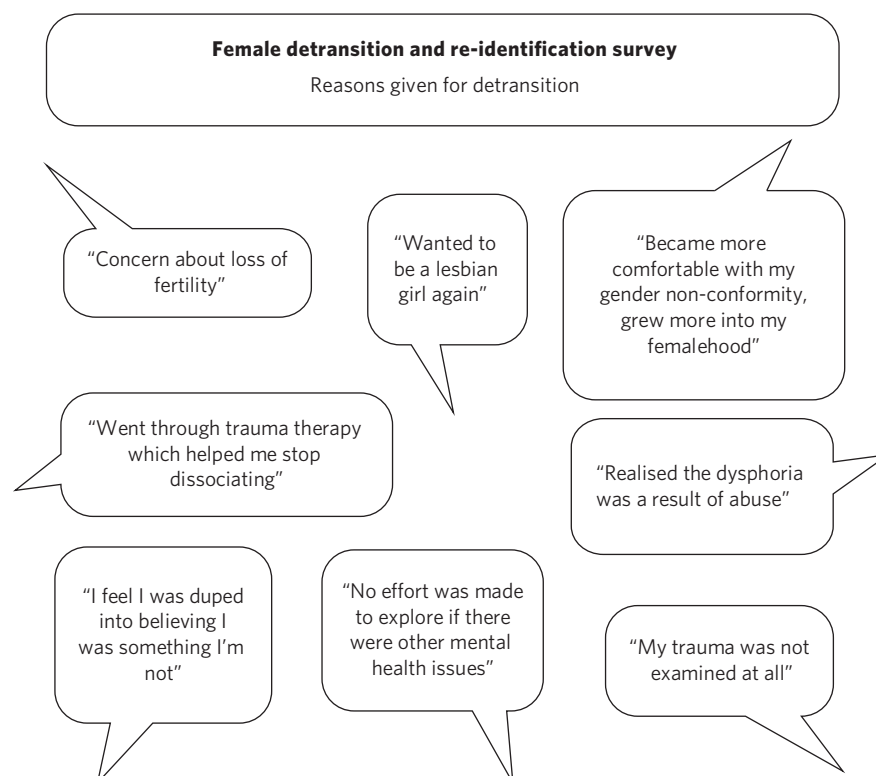 Female detransition and re-identification survey
Reasons given for detransition
“Concern about loss of
fertility”
“Wanted to
be a lesbian
girl again”
“Became more
comfortable with my
gender non-conformity,
grew more into my
femalehood”
“Went through trauma therapy
which helped me stop
dissociating”
“Realised the dysphoria
was a result of abuse”
“I feel I was duped
into believing I
was something I’m
not”
“No effort was made
to explore if there
were other mental
health issues”
“My trauma was not
examined at all”